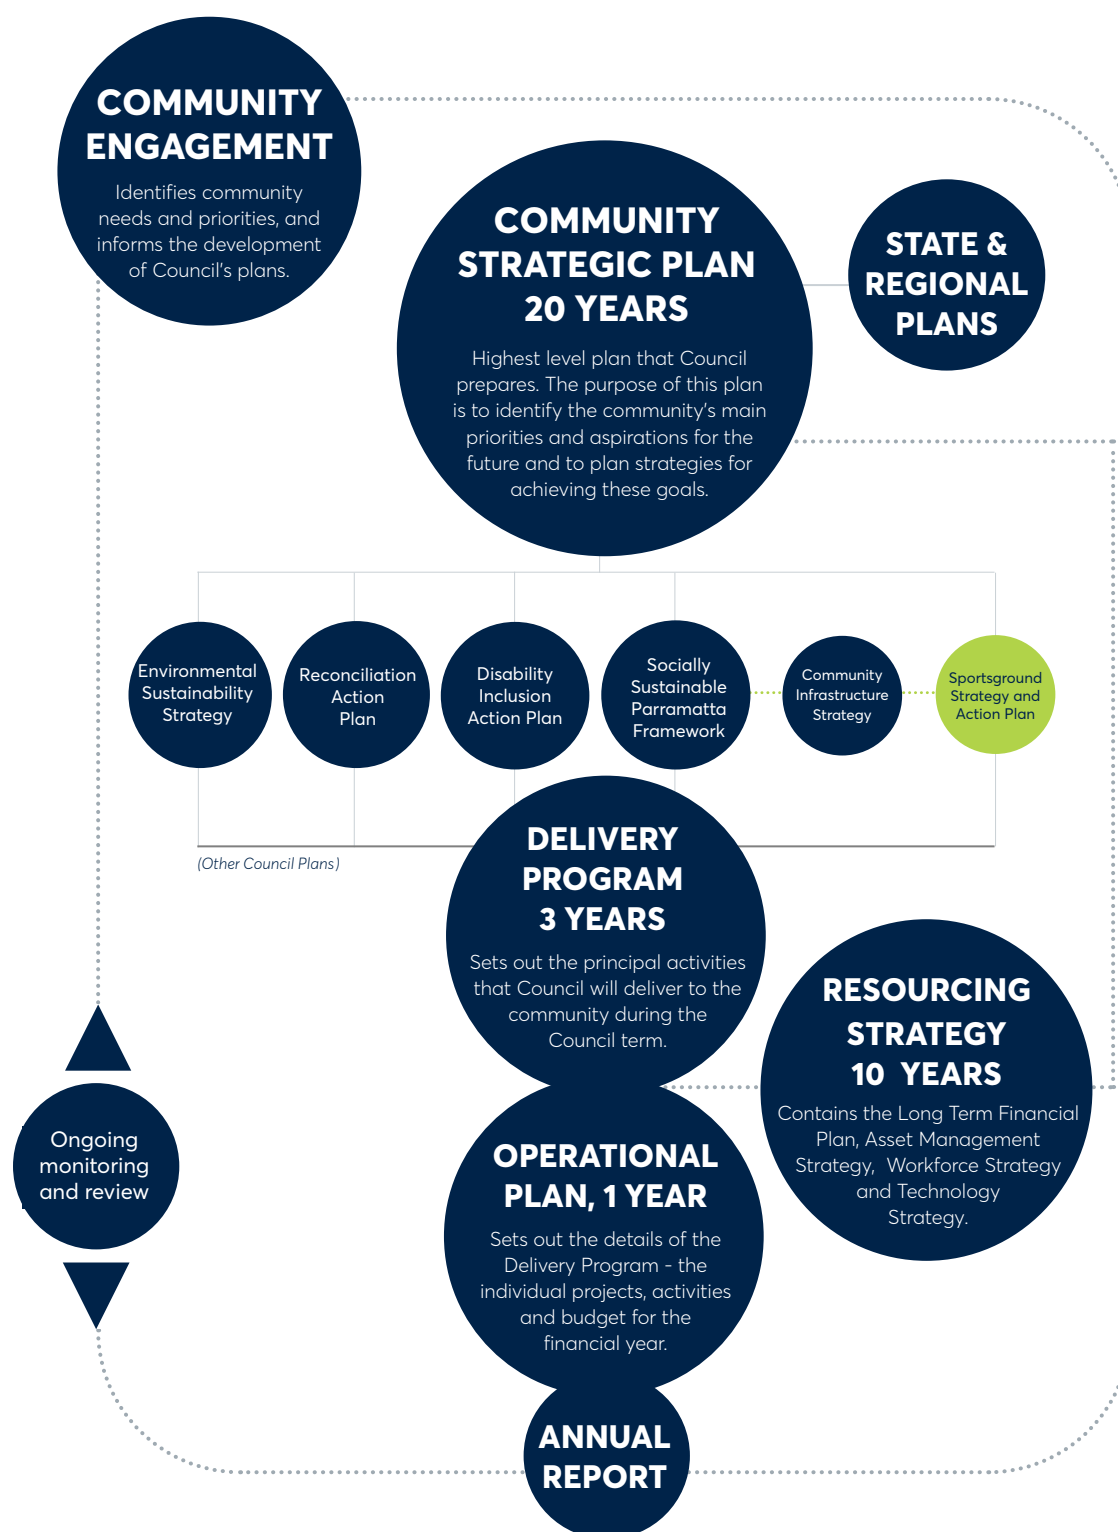 COMMUNITY
ENGAGEMENT
Identifies community
needs and priorities, and
informs the development
of Council's plans.
COMMUNITY
STRATEGIC PLAN
20 YEARS
Highest level plan that Council
prepares. The purpose of this plan
is to identify the community's main
priorities and aspirations for the
future and to plan strategies for
achieving these goals.
STATE &
REGIONAL
PLANS
Environmental
Sustainability
Strategy
Reconciliation
Action
Plan
Disability
Inclusion
Action Plan
Socially
Sustainable
Parramatta
Framework
Community
Infrastructure
Strategy
Sportsground
Strategy and
Action Plan
(Other Council Plans)
DELIVERY
PROGRAM
3 YEARS
Sets out the principal activities
that Council will deliver to the
community during the
Council term.
RESOURCING
STRATEGY
10 YEARS
Contains the Long Term Financial
Plan, Asset Management
Strategy, Workforce Strategy
and Technology
Strategy.
Ongoing
monitoring
and review
OPERATIONAL
PLAN, 1 YEAR
Sets out the details of the
Delivery Program - the
individual projects, activities
and budget for the
financial year.
ANNUAL
REPORT